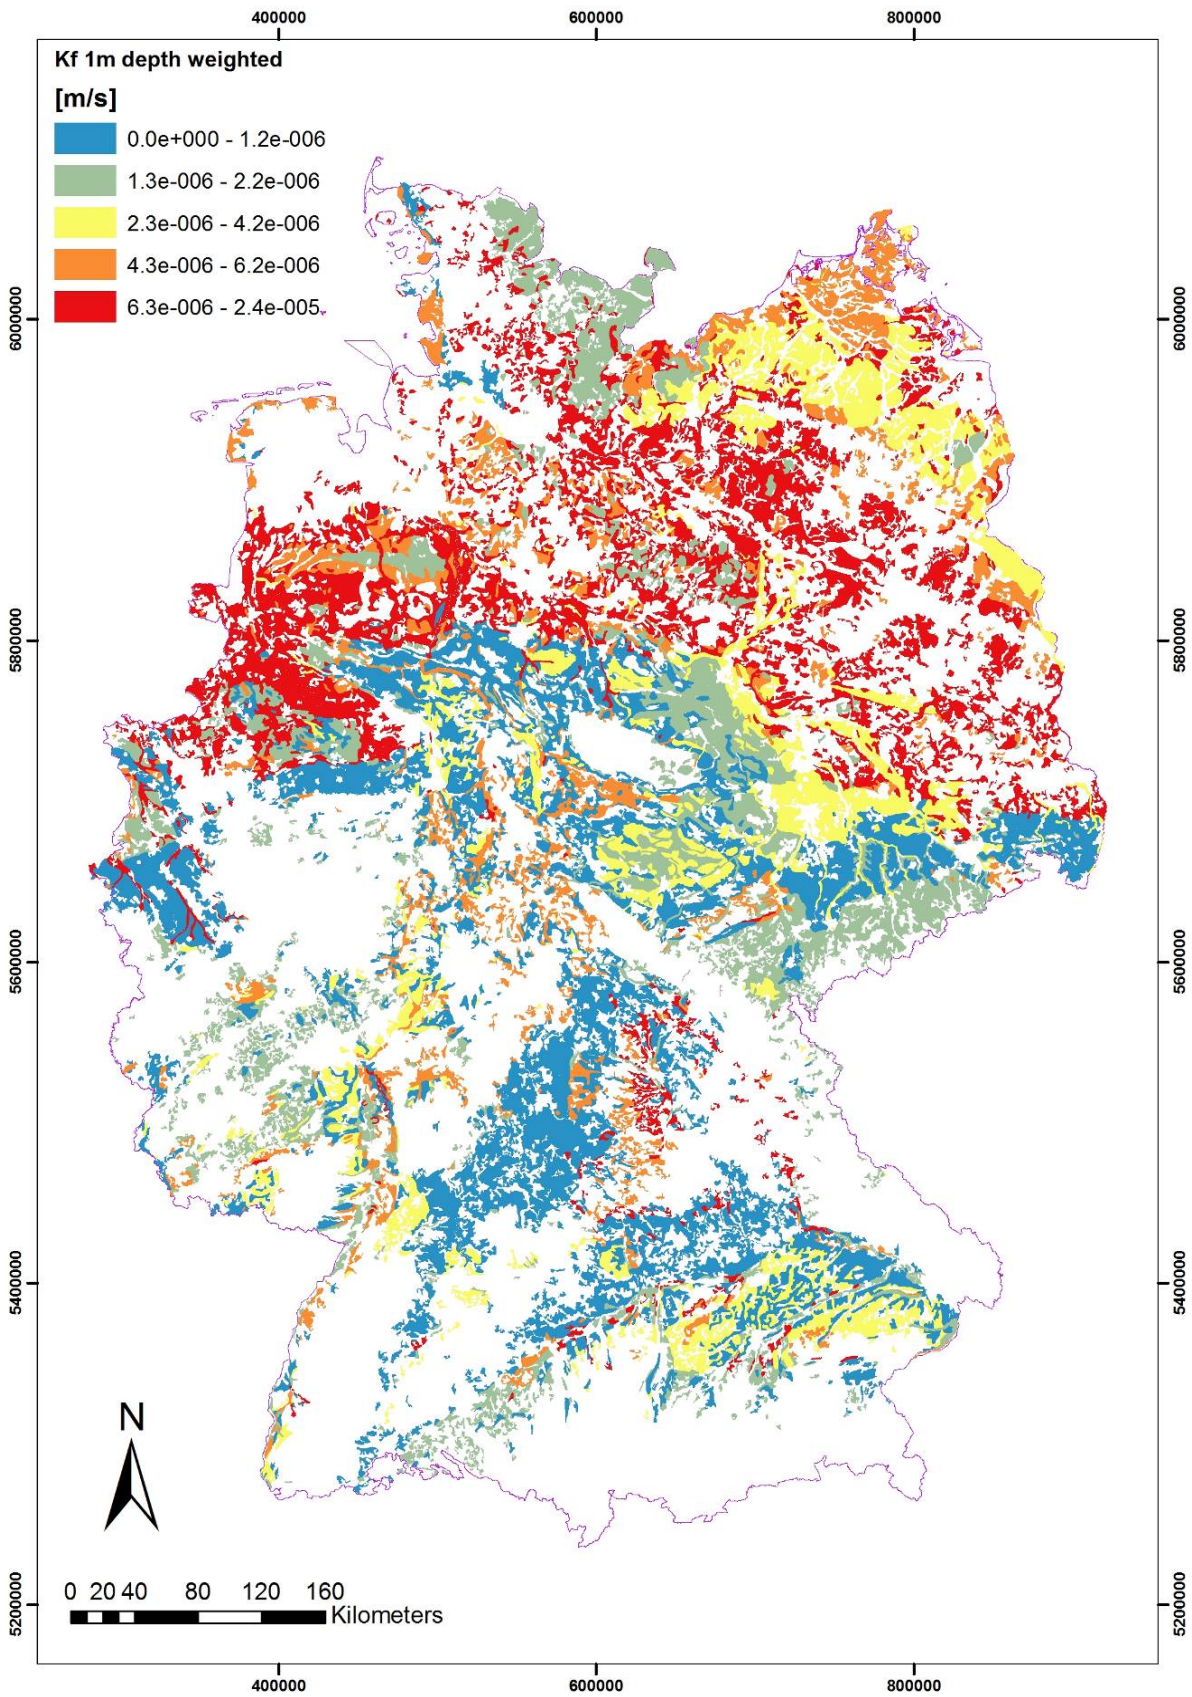 400000 600000 800000
Kf 1m depth weighted
[m/s]
0.0e+000 - 1.2e-006
1.3e-006 - 2.2e-006
2.3e-006 - 4.2e-006
4.3e-006 - 6.2e-006
6.3e-006 - 2.4e-005
6000000 6000000
5800000 5800000
5600000 5600000
5400000 5400000
N
0 20 40 80 120 160
Kilometers
5200000 5200000
400000 600000 800000